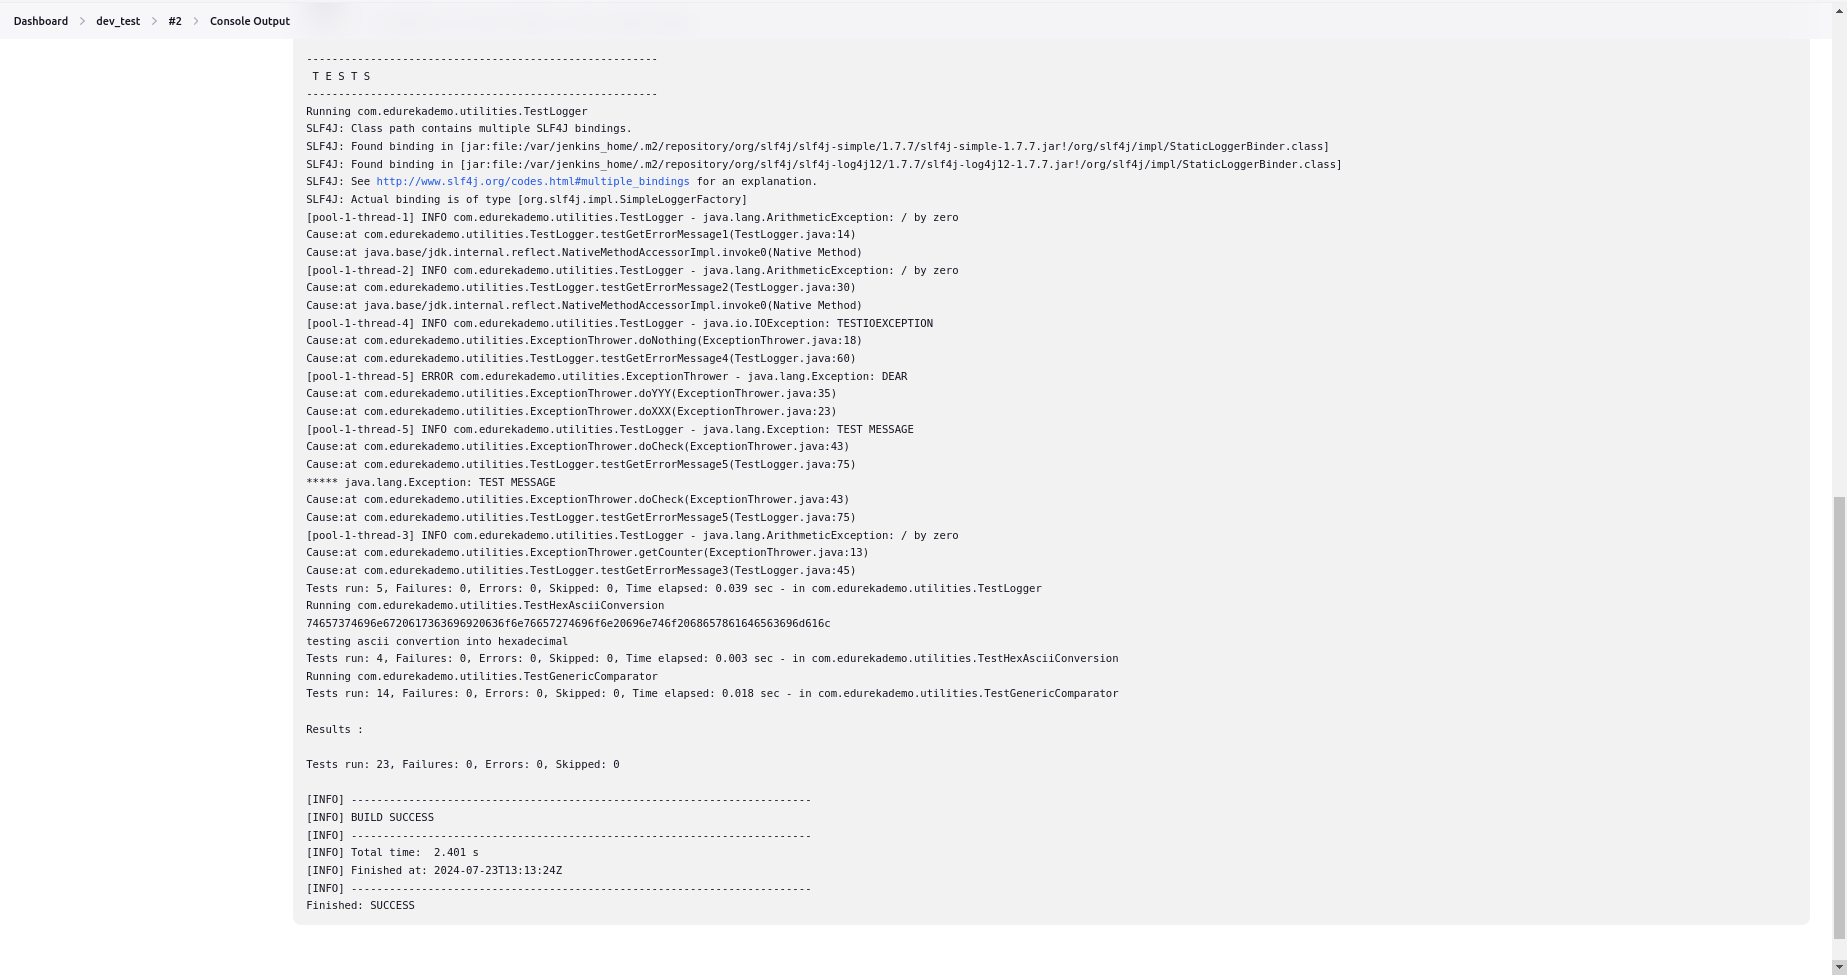 Dashboard > dev_test > #2 > Console Output
-------------------------------------------------------
 T E S T S
-------------------------------------------------------
Running com.edurekademo.utilities.TestLogger
SLF4J: Class path contains multiple SLF4J bindings.
SLF4J: Found binding in [jar:file:/var/jenkins_home/.m2/repository/org/slf4j/slf4j-simple/1.7.7/slf4j-simple-1.7.7.jar!/org/slf4j/impl/StaticLoggerBinder.class]
SLF4J: Found binding in [jar:file:/var/jenkins_home/.m2/repository/org/slf4j/slf4j-log4j12/1.7.7/slf4j-log4j12-1.7.7.jar!/org/slf4j/impl/StaticLoggerBinder.class]
SLF4J: See http://www.slf4j.org/codes.html#multiple_bindings for an explanation.
SLF4J: Actual binding is of type [org.slf4j.impl.SimpleLoggerFactory]
[pool-1-thread-1] INFO com.edurekademo.utilities.TestLogger - java.lang.ArithmeticException: / by zero
Cause:at com.edurekademo.utilities.TestLogger.testGetErrorMessage1(TestLogger.java:14)
Cause:at java.base/jdk.internal.reflect.NativeMethodAccessorImpl.invoke0(Native Method)
[pool-1-thread-2] INFO com.edurekademo.utilities.TestLogger - java.lang.ArithmeticException: / by zero
Cause:at com.edurekademo.utilities.TestLogger.testGetErrorMessage2(TestLogger.java:30)
Cause:at java.base/jdk.internal.reflect.NativeMethodAccessorImpl.invoke0(Native Method)
[pool-1-thread-4] INFO com.edurekademo.utilities.TestLogger - java.io.IOException: TESTIOEXCEPTION
Cause:at com.edurekademo.utilities.ExceptionThrower.doNothing(ExceptionThrower.java:18)
Cause:at com.edurekademo.utilities.TestLogger.testGetErrorMessage4(TestLogger.java:60)
[pool-1-thread-5] ERROR com.edurekademo.utilities.ExceptionThrower - java.lang.Exception: DEAR
Cause:at com.edurekademo.utilities.ExceptionThrower.doYYY(ExceptionThrower.java:35)
Cause:at com.edurekademo.utilities.ExceptionThrower.doXXX(ExceptionThrower.java:23)
[pool-1-thread-5] INFO com.edurekademo.utilities.TestLogger - java.lang.Exception: TEST MESSAGE
Cause:at com.edurekademo.utilities.ExceptionThrower.doCheck(ExceptionThrower.java:43)
Cause:at com.edurekademo.utilities.TestLogger.testGetErrorMessage5(TestLogger.java:75)
***** java.lang.Exception: TEST MESSAGE
Cause:at com.edurekademo.utilities.ExceptionThrower.doCheck(ExceptionThrower.java:43)
Cause:at com.edurekademo.utilities.TestLogger.testGetErrorMessage5(TestLogger.java:75)
[pool-1-thread-3] INFO com.edurekademo.utilities.TestLogger - java.lang.ArithmeticException: / by zero
Cause:at com.edurekademo.utilities.ExceptionThrower.getCounter(ExceptionThrower.java:13)
Cause:at com.edurekademo.utilities.TestLogger.testGetErrorMessage3(TestLogger.java:45)
Tests run: 5, Failures: 0, Errors: 0, Skipped: 0, Time elapsed: 0.039 sec - in com.edurekademo.utilities.TestLogger
Running com.edurekademo.utilities.TestHexAsciiConversion
74657374696e6720617363696920636f6e76657274696f6e20696e746f2068657861646563696d616c
testing ascii convertion into hexadecimal
Tests run: 4, Failures: 0, Errors: 0, Skipped: 0, Time elapsed: 0.003 sec - in com.edurekademo.utilities.TestHexAsciiConversion
Running com.edurekademo.utilities.TestGenericComparator
Tests run: 14, Failures: 0, Errors: 0, Skipped: 0, Time elapsed: 0.018 sec - in com.edurekademo.utilities.TestGenericComparator
Results :
Tests run: 23, Failures: 0, Errors: 0, Skipped: 0
[INFO] ------------------------------------------------------------------------
[INFO] BUILD SUCCESS
[INFO] ------------------------------------------------------------------------
[INFO] Total time:  2.401 s
[INFO] Finished at: 2024-07-23T13:13:24Z
[INFO] ------------------------------------------------------------------------
Finished: SUCCESS